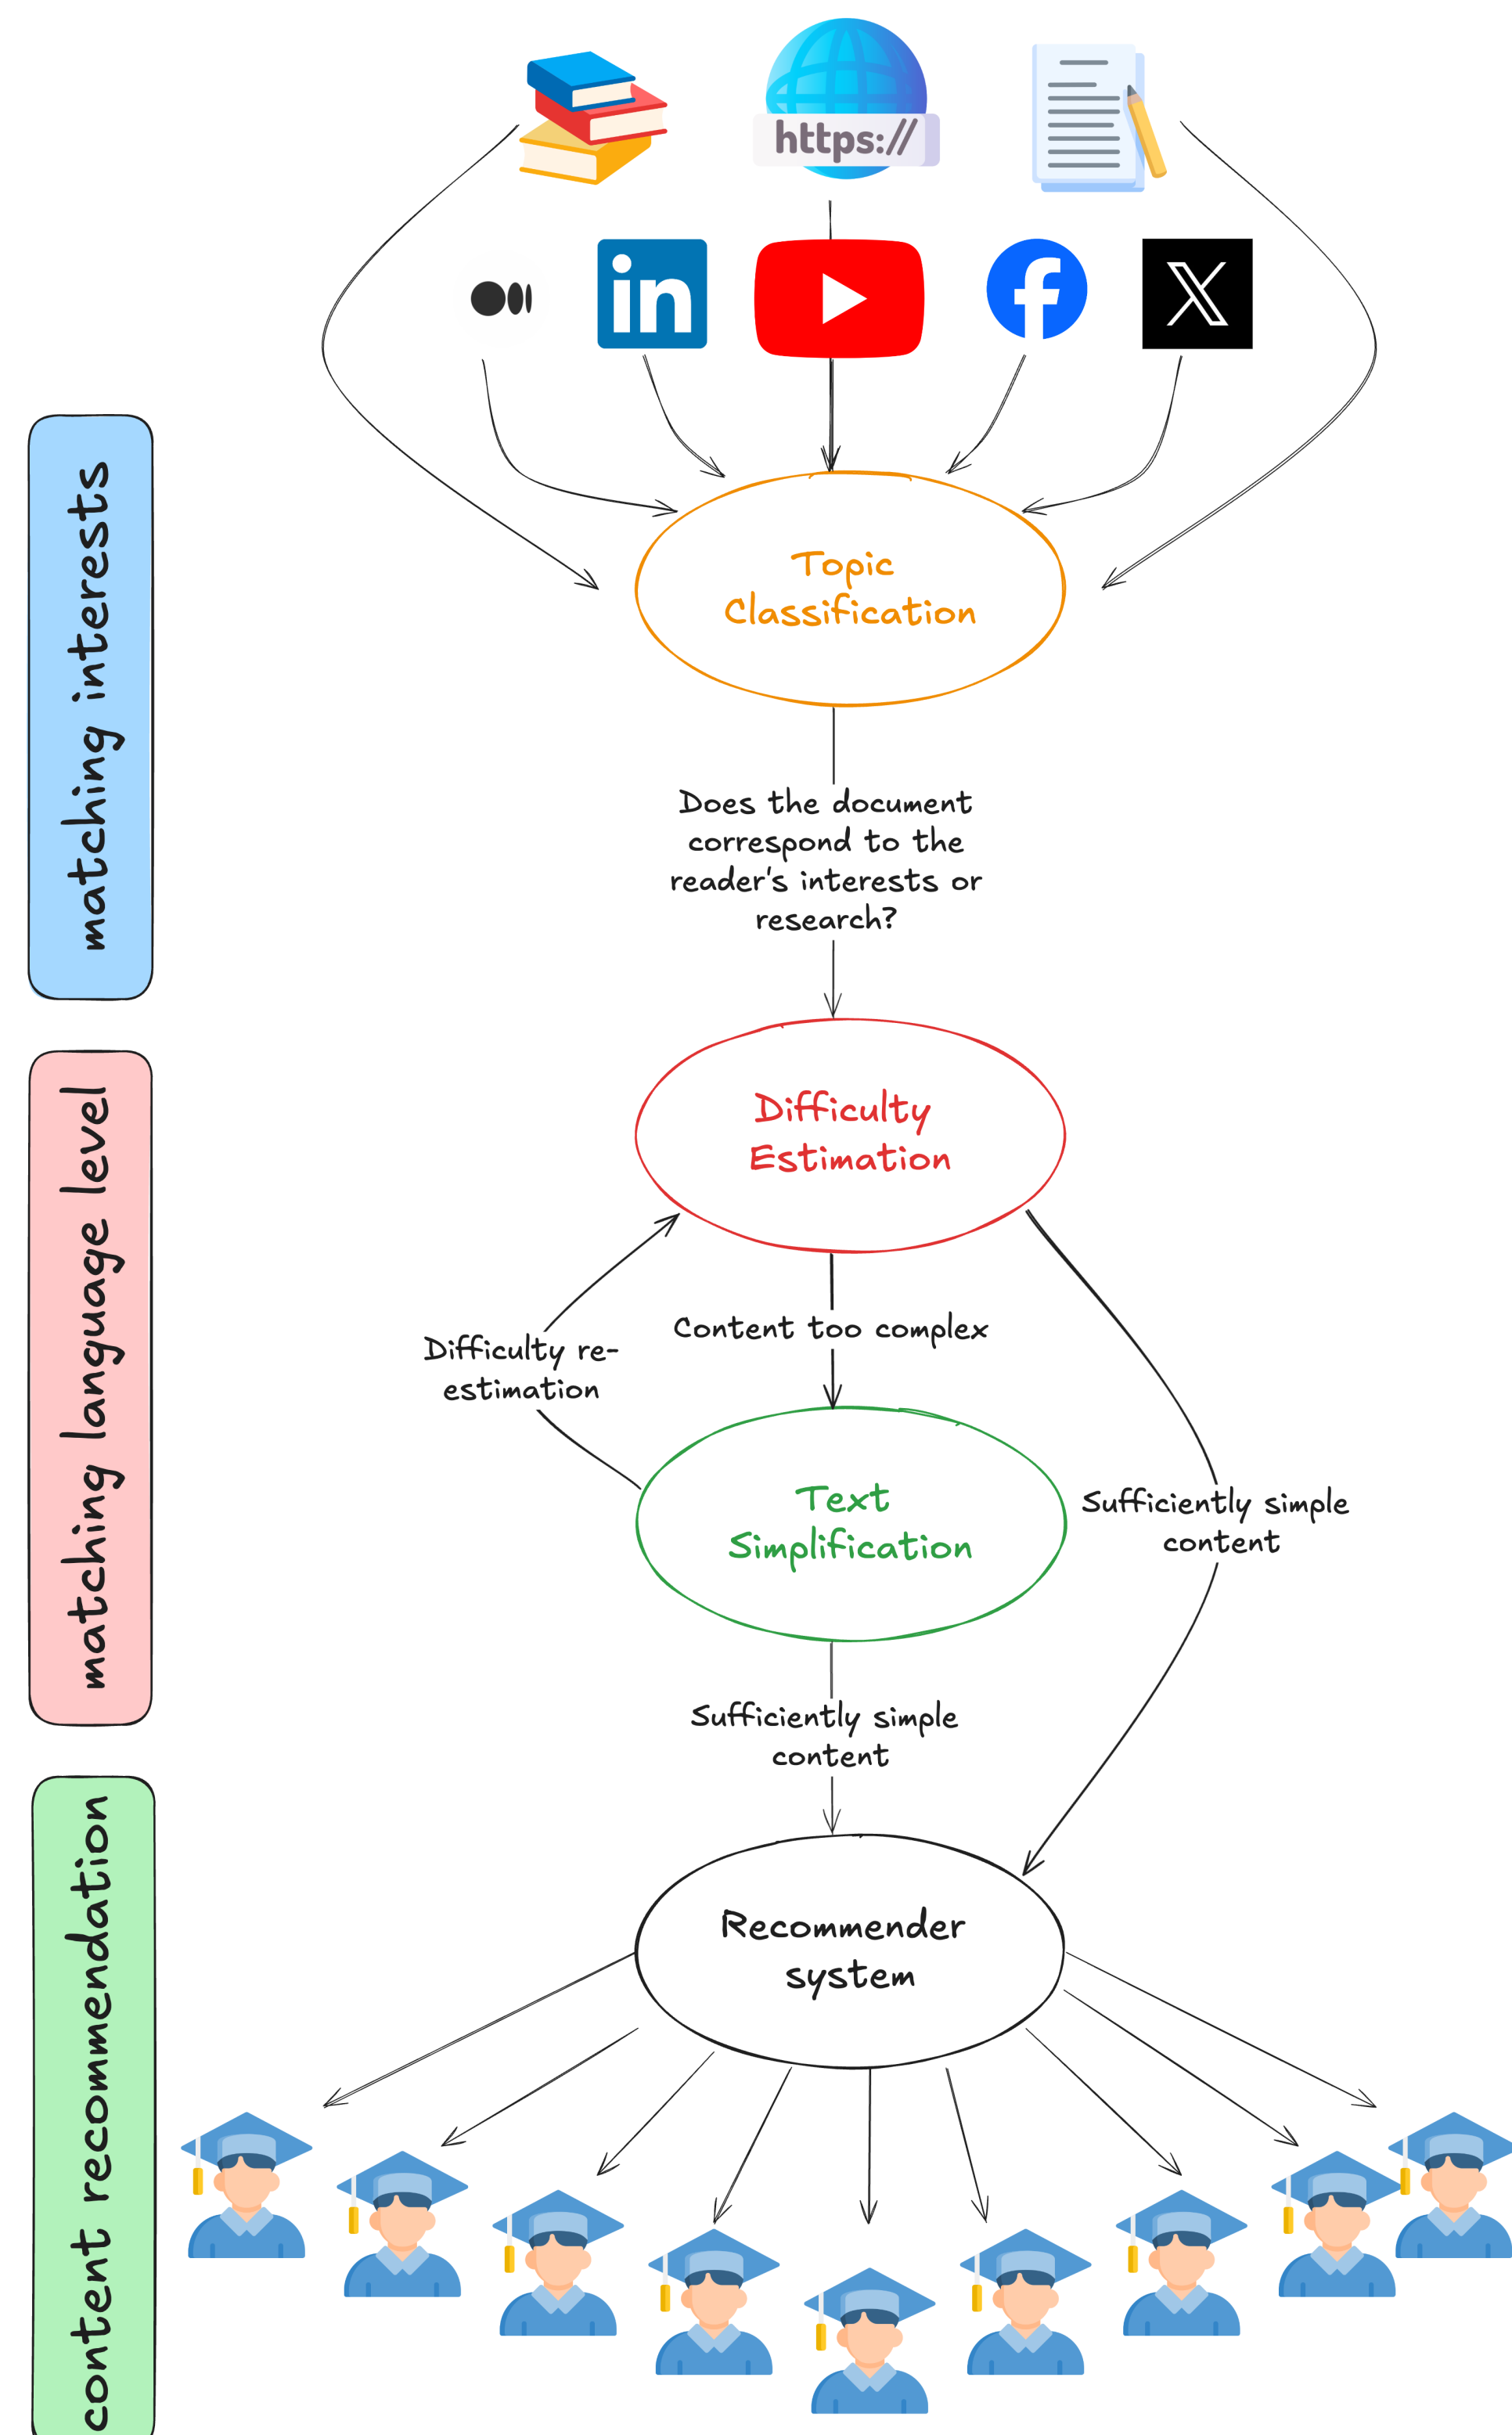 https://
in
f
X
matching interests
Topic
Classification
Does the document
correspond to the
reader's interests or
research?
matching language level
Difficulty
Estimation
Difficulty re-
estimation
Content too complex
Text
Simplification
Sufficiently simple
content
Sufficiently simple
content
content recommendation
Recommender
system